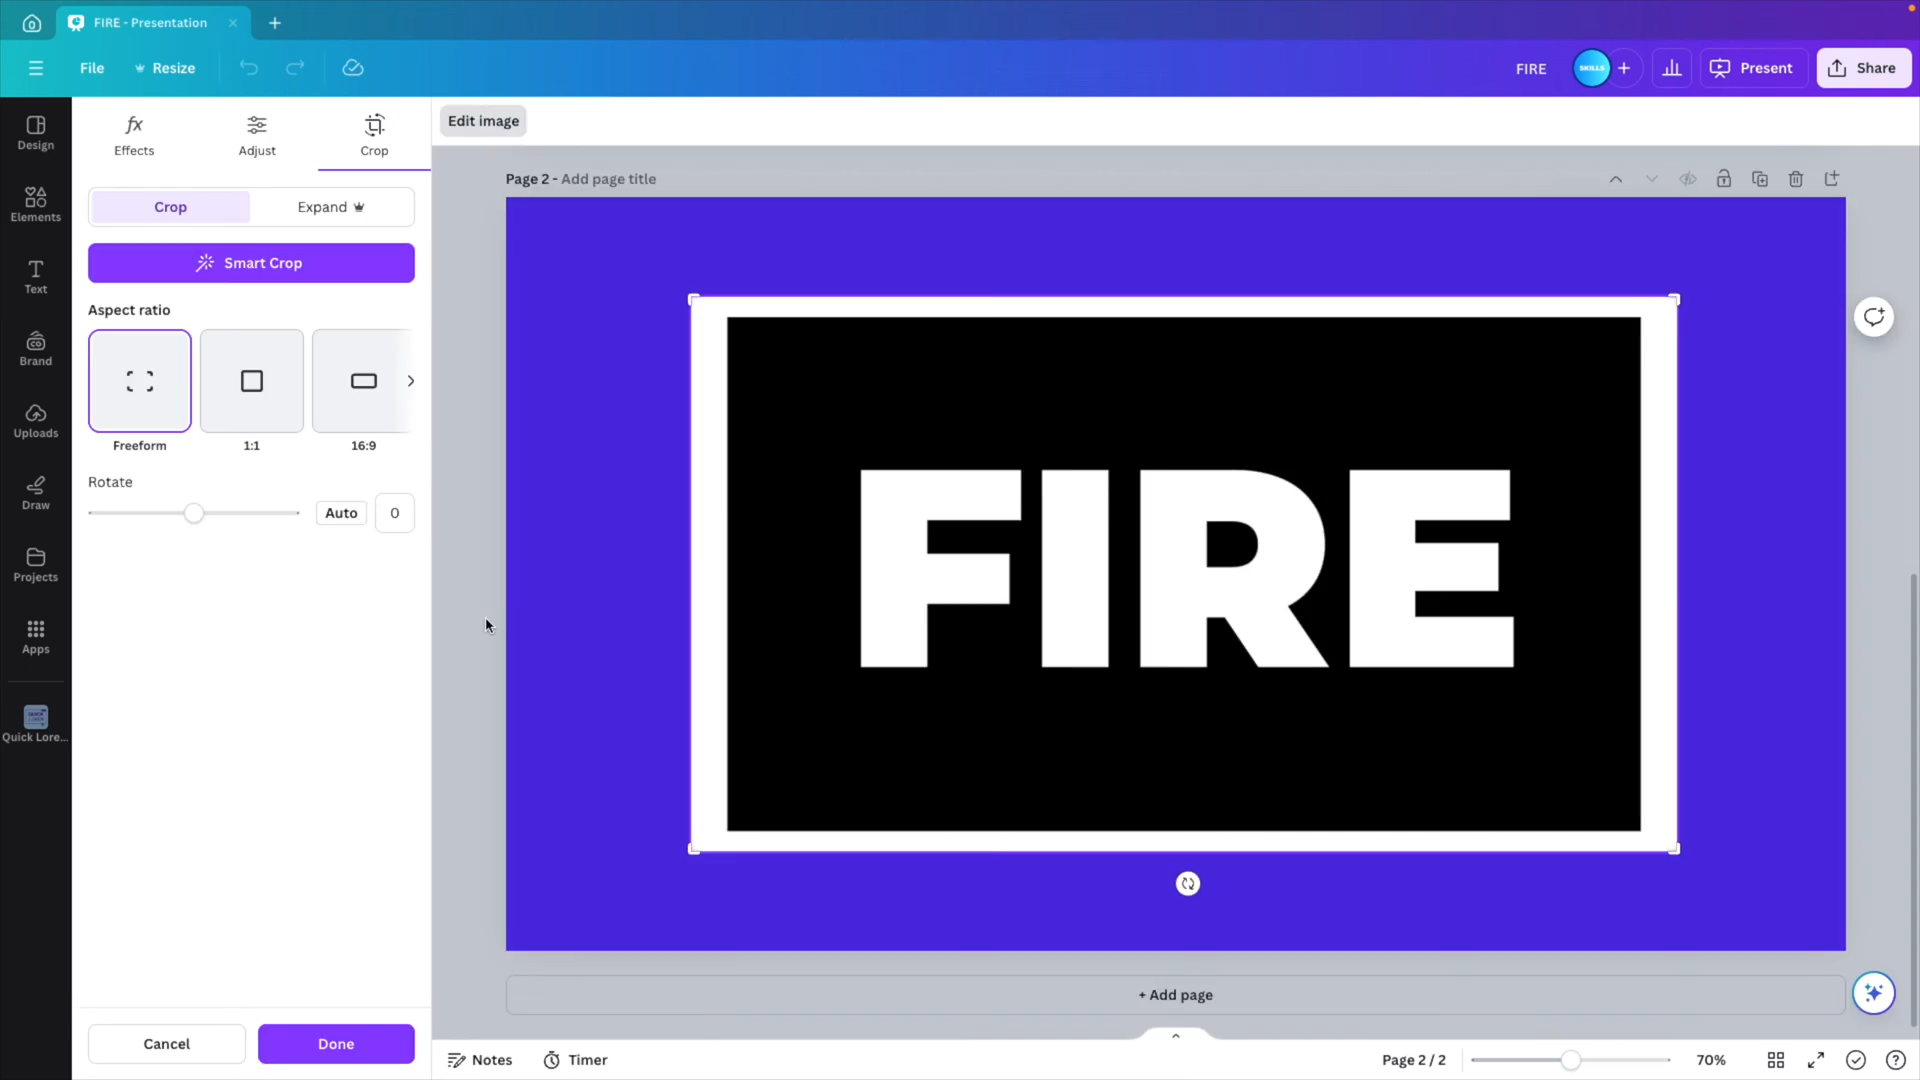 FIRE - Presentation
File
Resize
FIRE
SKILLS
Present
Share
Design
Elements
Text
Brand
Uploads
Draw
Projects
Apps
Quick Lore...
Effects
Adjust
Crop
Crop
Expand
Smart Crop
Aspect ratio
Freeform
1:1
16:9
Rotate
Auto
0
Cancel
Done
Edit image
Page 2 - Add page title
FIRE
+ Add page
Notes
Timer
Page 2 / 2
70%